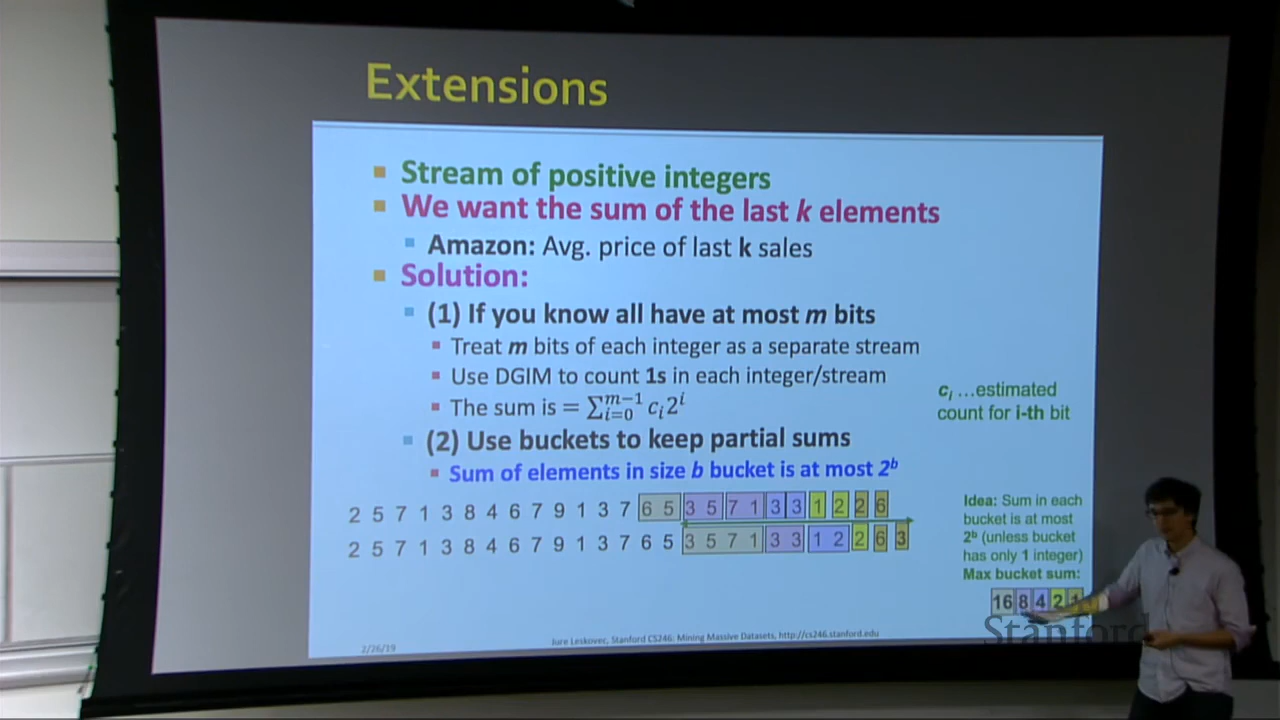 Extensions
Stream of positive integers
We want the sum of the last k elements
Amazon: Avg. price of last k sales
Solution:
(1) If you know all have at most m bits
Treat m bits of each integer as a separate stream
Use DGIM to count 1s in each integer/stream
The sum is = ∑_{i=0}^{m−1} c_i 2^i
c_i …estimated
count for i-th bit
(2) Use buckets to keep partial sums
Sum of elements in size b bucket is at most 2^b
2 5 7 1 3 8 4 6 7 9 1 3 7 6 5 3 5 7 1 3 3 1 2 2 6
2 5 7 1 3 8 4 6 7 9 1 3 7 6 5 3 5 7 1 3 3 1 2 2 6 3
Idea: Sum in each
bucket is at most
2^b (unless bucket
has only 1 integer)
Max bucket sum:
16 8 4 2 1
Stanford
2/26/19
Jure Leskovec, Stanford CS246: Mining Massive Datasets, http://cs246.stanford.edu